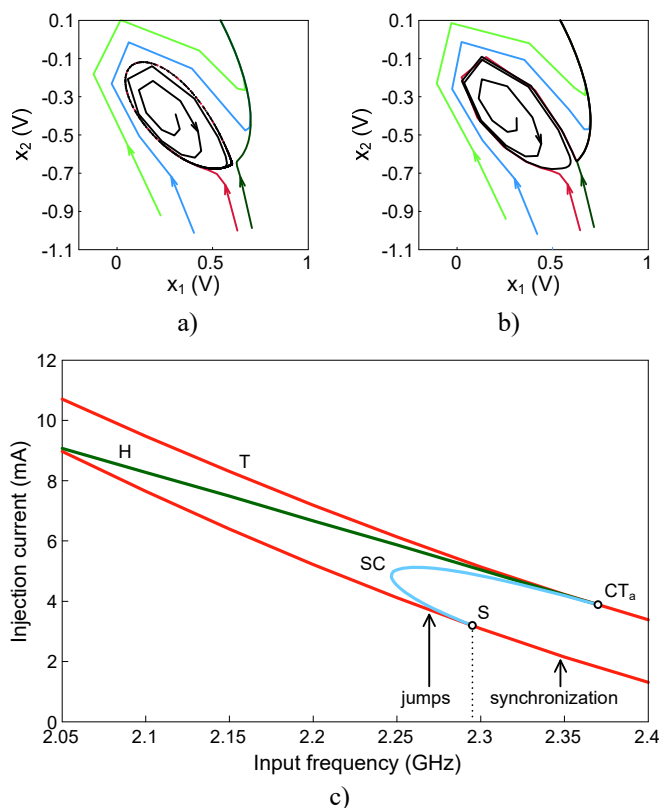 0.1
-0.1
-0.3
-0.5
-0.7
-0.9
-1.1
x2 (V)
0
0.5
1
x1 (V)
a)
0.1
-0.1
-0.3
-0.5
-0.7
-0.9
-1.1
x2 (V)
0
0.5
1
x1 (V)
b)
12
10
8
6
4
2
0
Injection current (mA)
H
T
SC
S
CTa
jumps
synchronization
2.05
2.1
2.15
2.2
2.25
2.3
2.35
2.4
Input frequency (GHz)
c)